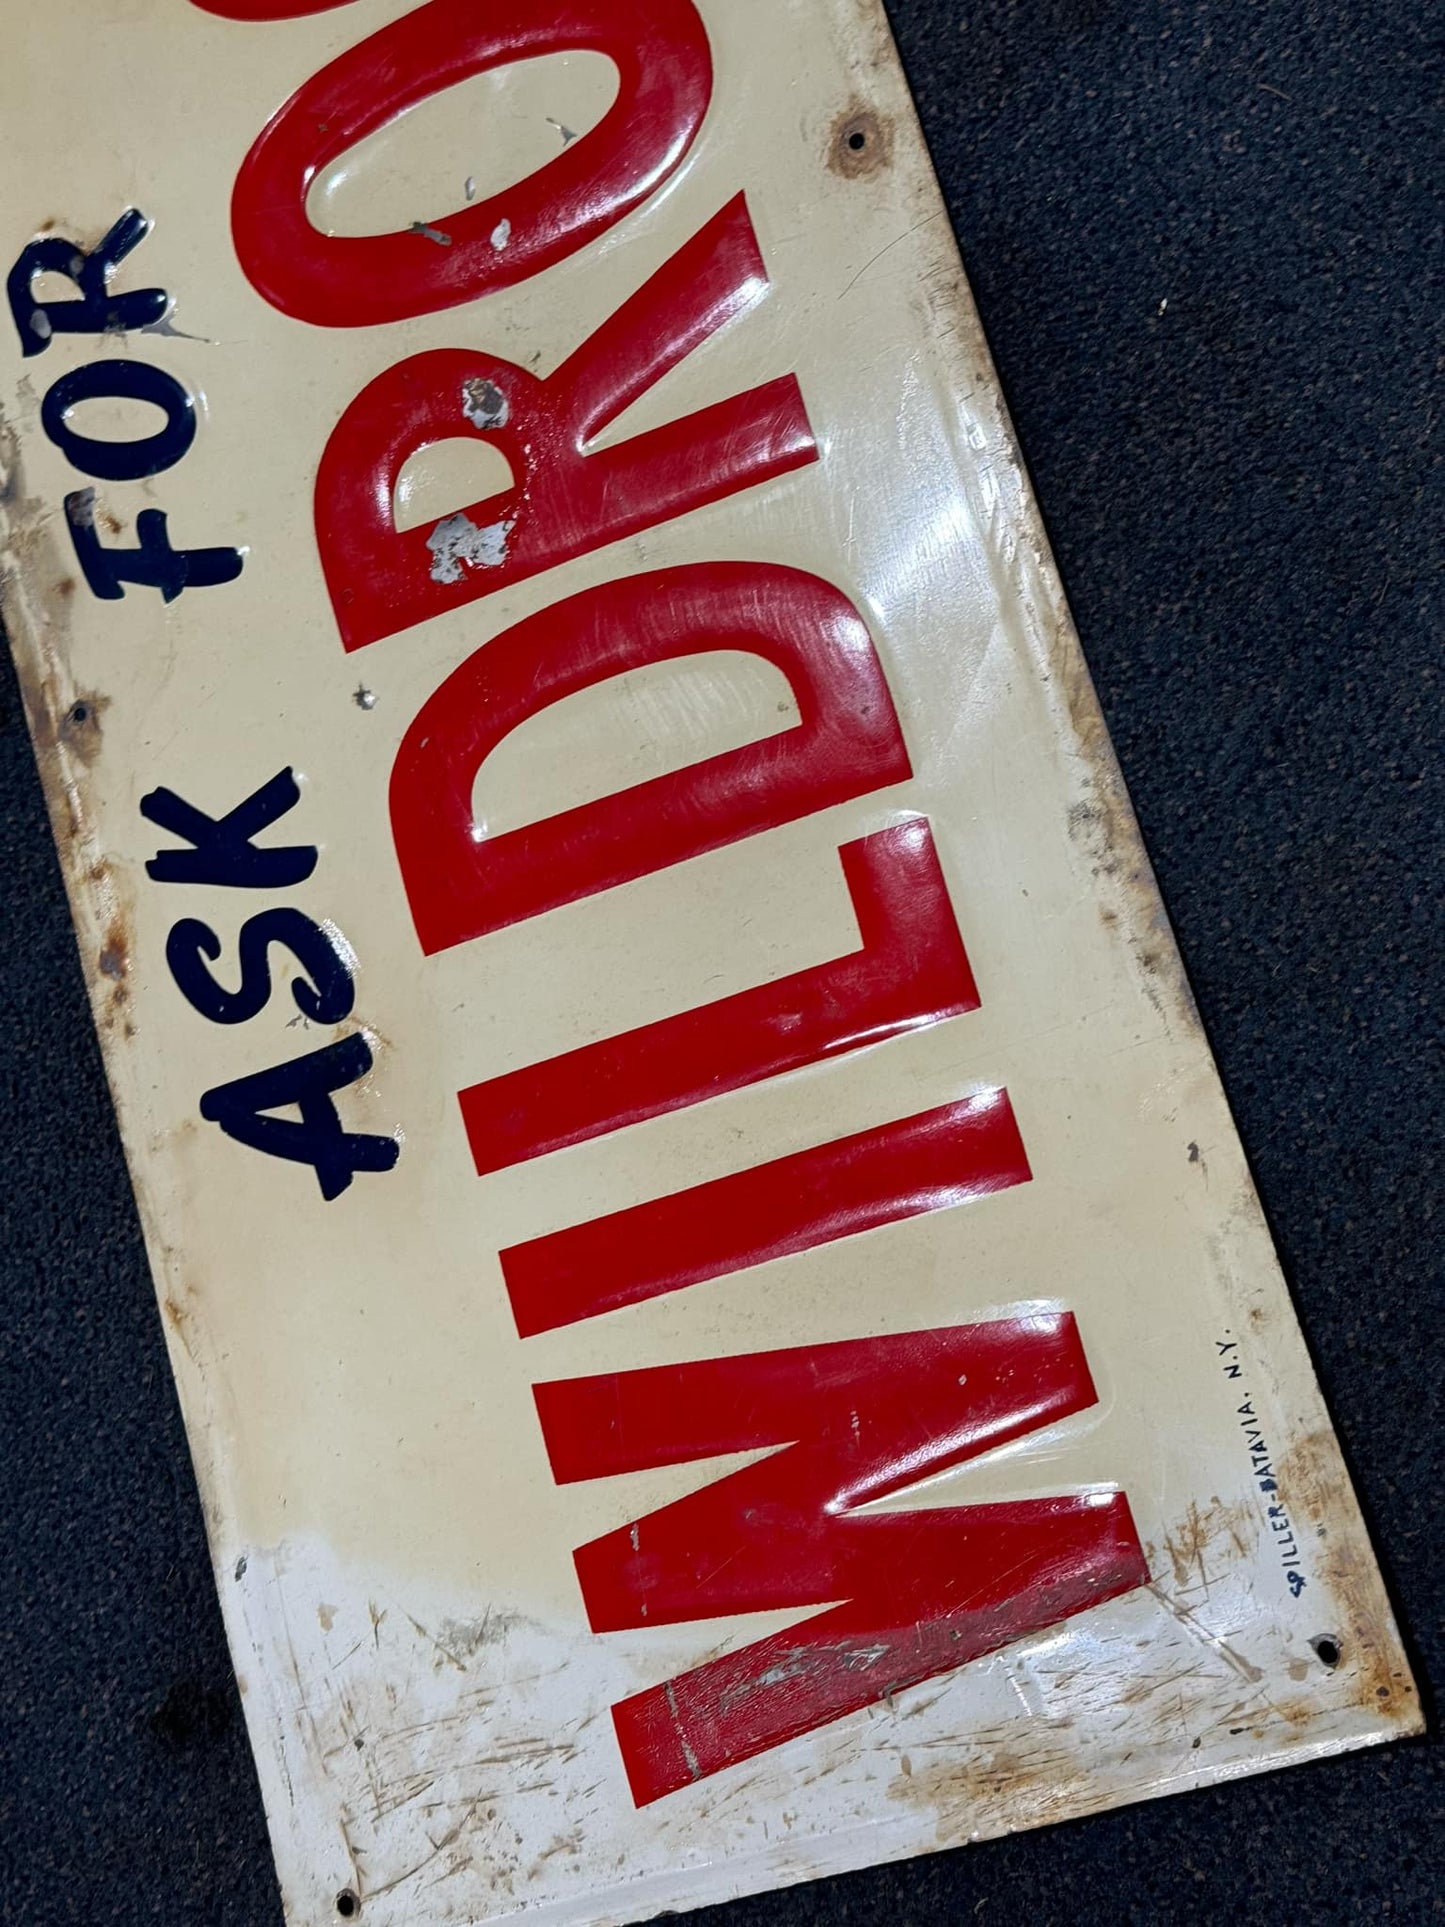 ASK FOR
WILDRO
SPILLER-BATAVIA, N.Y.